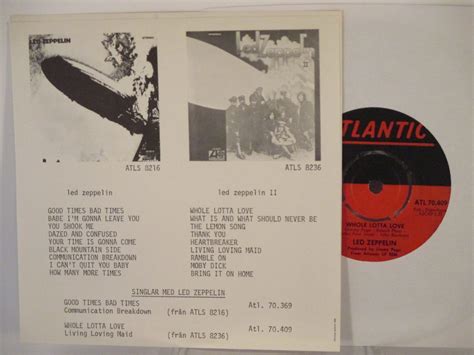 LED ZEPPELIN
STEREO
Led Zeppelin
II
ATLS 8216
ATLS 8236
led zeppelin
GOOD TIMES BAD TIMES
BABE I'M GONNA LEAVE YOU
YOU SHOOK ME
DAZED AND CONFUSED
YOUR TIME IS GONNA COME
BLACK MOUNTAIN SIDE
COMMUNICATION BREAKDOWN
I CAN'T QUIT YOU BABY
HOW MANY MORE TIMES
led zeppelin II
WHOLE LOTTA LOVE
WHAT IS AND WHAT SHOULD NEVER BE
THE LEMON SONG
THANK YOU
HEARTBREAKER
LIVING LOVING MAID
RAMBLE ON
MOBY DICK
BRING IT ON HOME
SINGLAR MED LED ZEPPELIN
GOOD TIMES BAD TIMES Atl. 70.369
Communication Breakdown (från ATLS 8216)
WHOLE LOTTA LOVE Atl. 70.409
Living Loving Maid (från ATLS 8236)
TLANTIC
ATL 70.409
WHOLE LOTTA LOVE
LED ZEPPELIN